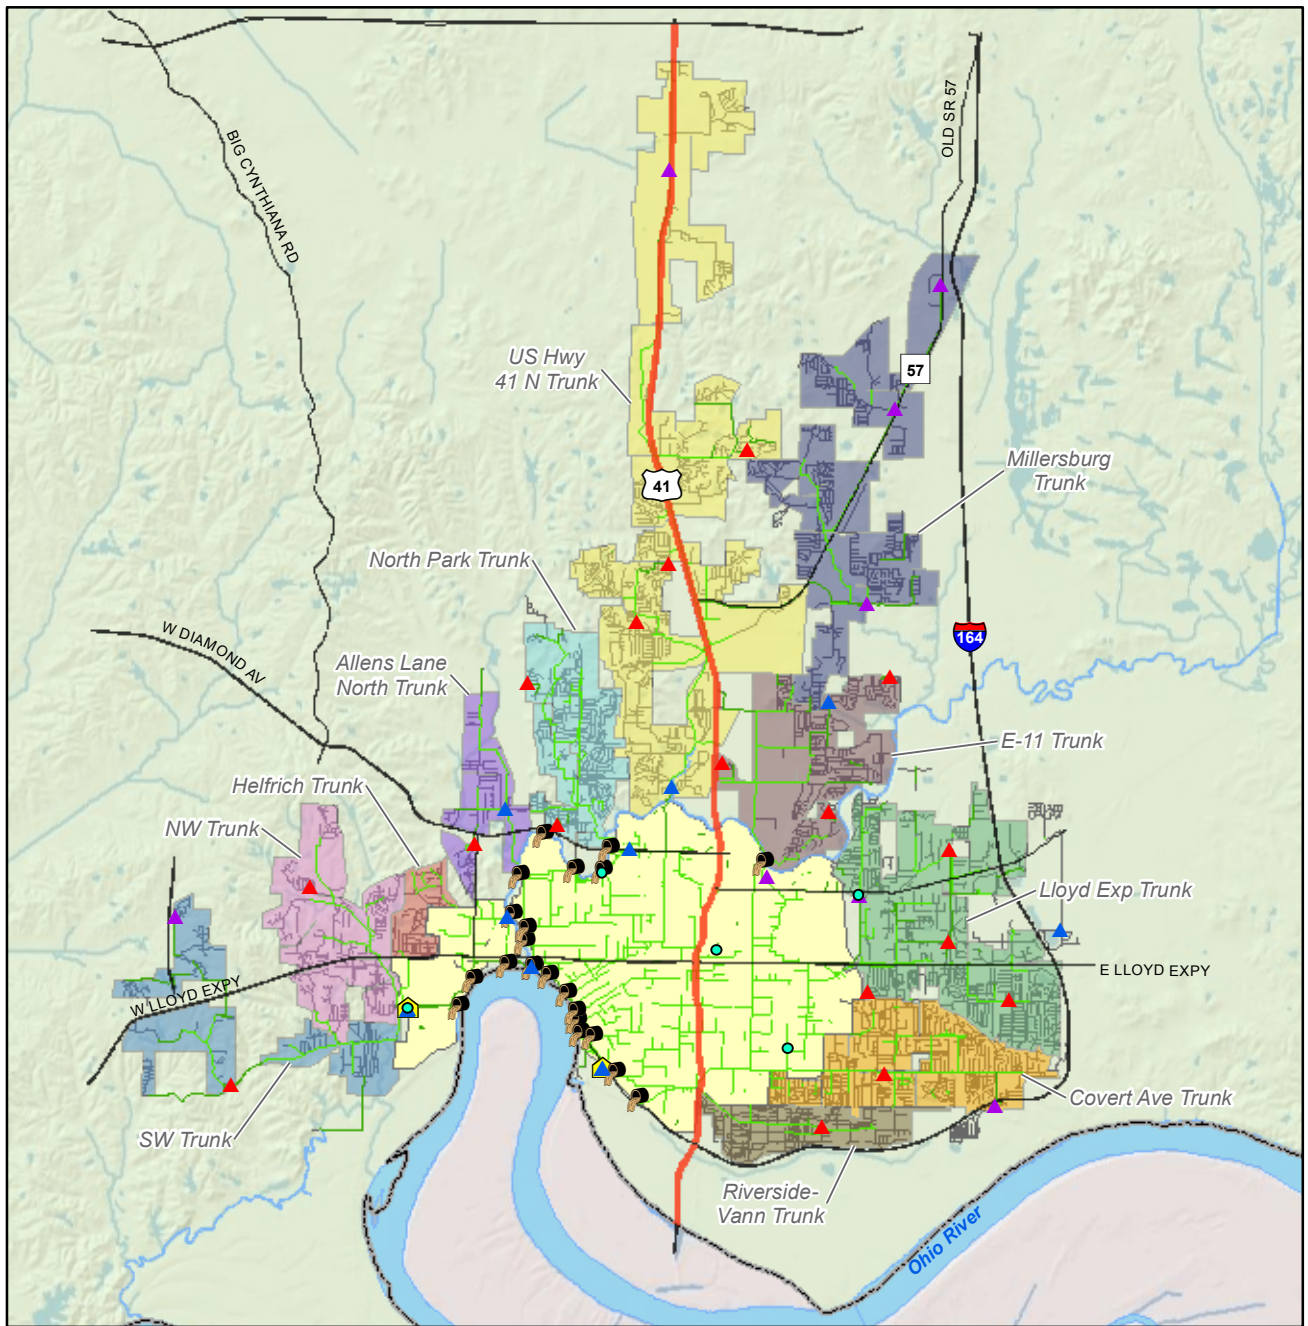 OLD SR 57
BIG CYNTHIANA RD
US Hwy
41 N Trunk
57
Millersburg
Trunk
41
North Park Trunk
W DIAMOND AV
164
Allens Lane
North Trunk
E-11 Trunk
Helfrich Trunk
NW Trunk
Lloyd Exp Trunk
E LLOYD EXPY
W LLOYD EXPY
Covert Ave Trunk
SW Trunk
Riverside-
Vann Trunk
Ohio River